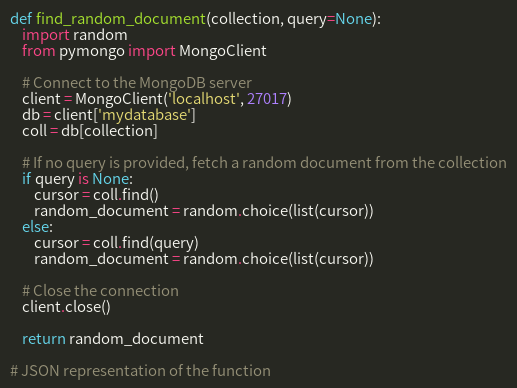 def find_random_document(collection, query=None):
    import random
    from pymongo import MongoClient

    # Connect to the MongoDB server
    client = MongoClient('localhost', 27017)
    db = client['mydatabase']
    coll = db[collection]

    # If no query is provided, fetch a random document from the collection
    if query is None:
        cursor = coll.find()
        random_document = random.choice(list(cursor))
    else:
        cursor = coll.find(query)
        random_document = random.choice(list(cursor))

    # Close the connection
    client.close()

    return random_document

# JSON representation of the function